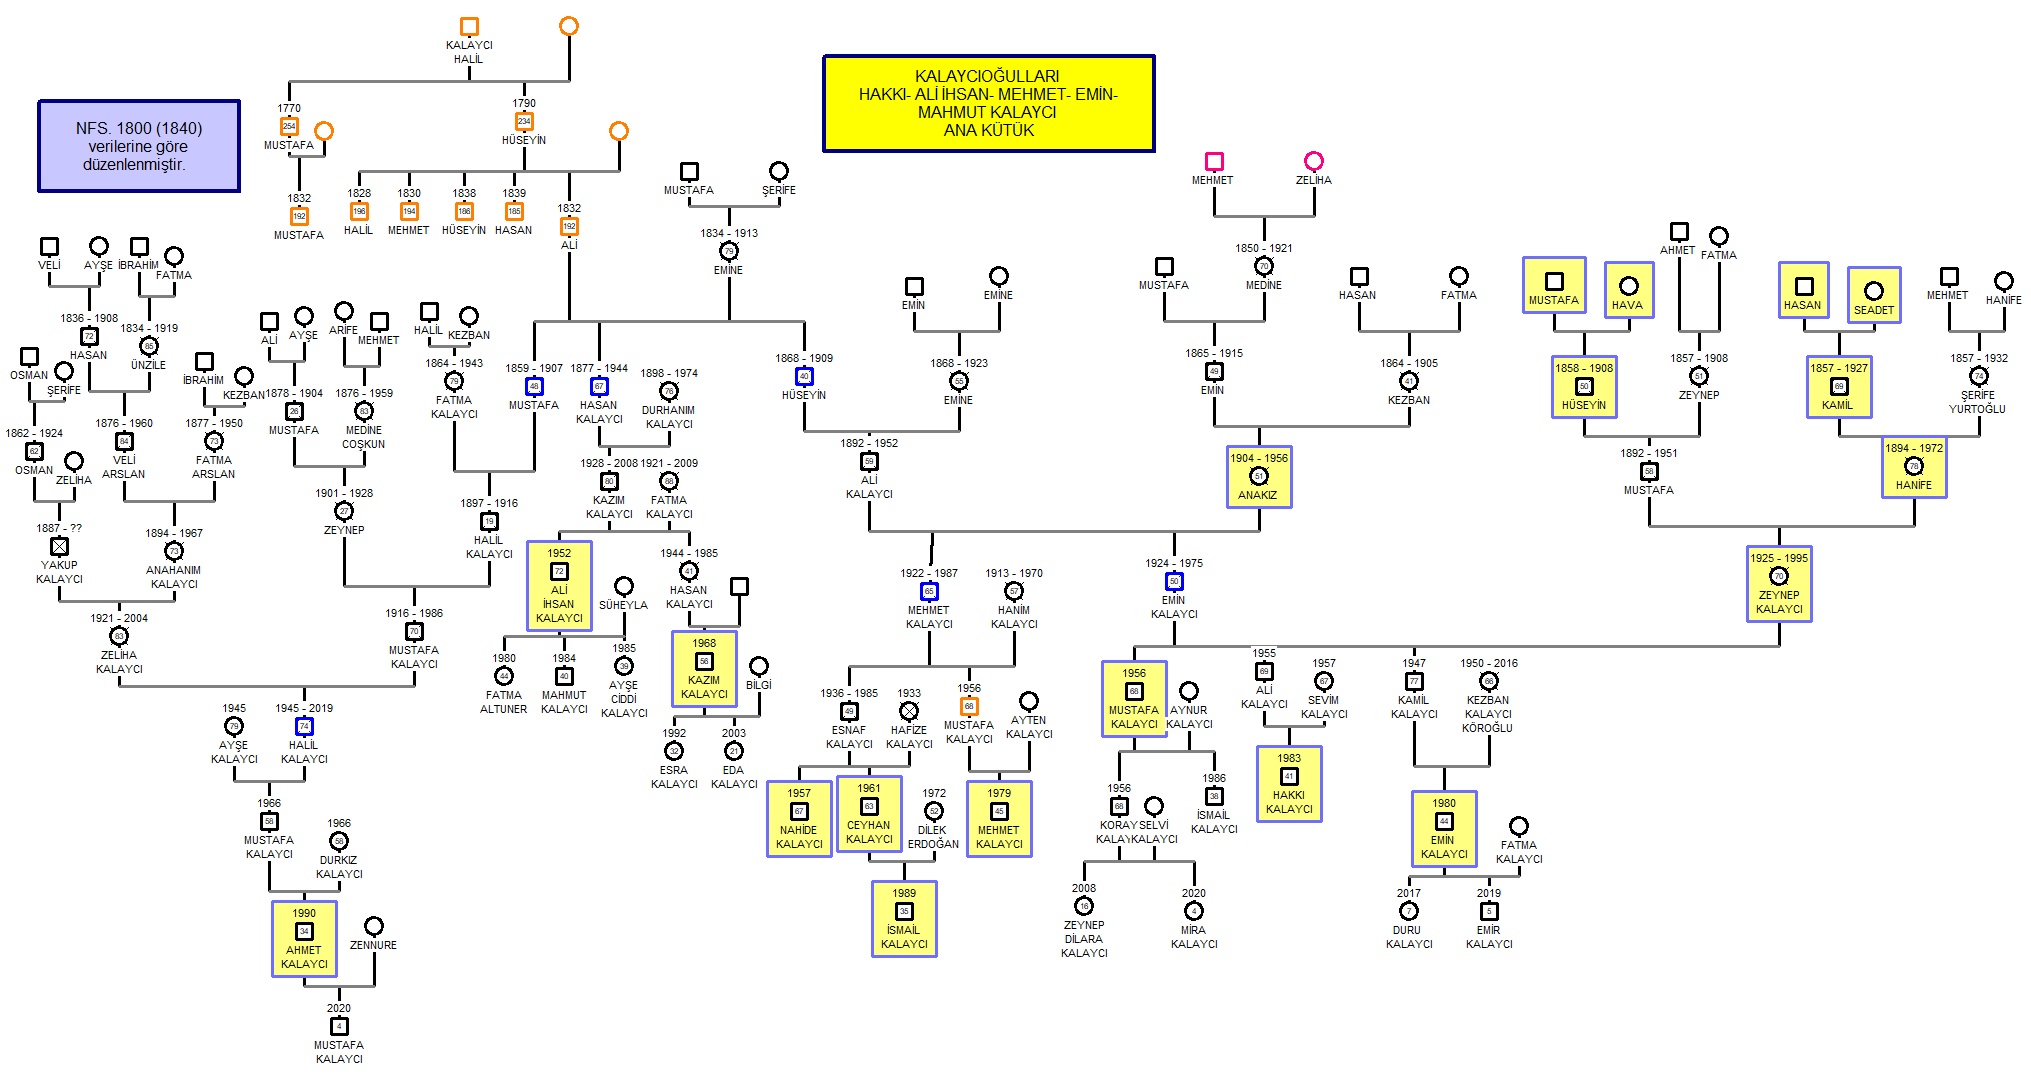 KALAYCI
HALİL
KALAYCIOĞULLARI
HAKKI- ALİ İHSAN- MEHMET- EMİN-
MAHMUT KALAYCI
ANA KÜTÜK
NFS. 1800 (1840)
verilerine göre
düzenlenmiştir.
1770
254
MUSTAFA
1790
234
HÜSEYİN
1832
192
MUSTAFA
1828
196
HALİL
1830
194
MEHMET
1838
186
HÜSEYİN
1839
185
HASAN
1832
192
ALİ
MUSTAFA
ŞERİFE
1834 - 1913
79
EMİNE
MEHMET
ZELİHA
1850 - 1921
70
MEDİNE
VELİ
AYŞE
İBRAHİM
FATMA
1836 - 1908
72
HASAN
1834 - 1919
85
ÜNZİLE
OSMAN
ŞERİFE
1862 - 1924
62
OSMAN
ZELİHA
1876 - 1960
84
VELİ
ARSLAN
İBRAHİM
KEZBAN
1877 - 1950
73
FATMA
ARSLAN
1887 - ??
YAKUP
KALAYCI
1894 - 1967
73
ANAHANIM
KALAYCI
1921 - 2004
83
ZELİHA
KALAYCI
ALİ
AYŞE
ARİFE
MEHMET
1878 - 1904
26
MUSTAFA
1876 - 1959
83
MEDİNE
COŞKUN
1901 - 1928
27
ZEYNEP
HALİL
KEZBAN
1864 - 1943
79
FATMA
KALAYCI
1859 - 1907
48
MUSTAFA
1897 - 1916
19
HALİL
KALAYCI
1916 - 1986
70
MUSTAFA
KALAYCI
1945
79
AYŞE
KALAYCI
1945 - 2019
74
HALİL
KALAYCI
1966
58
MUSTAFA
KALAYCI
1966
58
DURKIZ
KALAYCI
1990
34
AHMET
KALAYCI
ZENNURE
2020
4
MUSTAFA
KALAYCI
1877 - 1944
67
HASAN
KALAYCI
1898 - 1974
76
DURHANIM
KALAYCI
1928 - 2008
80
KAZIM
KALAYCI
1921 - 2009
88
FATMA
KALAYCI
1952
72
ALİ
İHSAN
KALAYCI
SÜHEYLA
1944 - 1985
41
HASAN
KALAYCI
1980
44
FATMA
ALTUNER
1984
40
MAHMUT
KALAYCI
1985
39
AYŞE
CİDDİ
KALAYCI
1968
56
KAZIM
KALAYCI
BİLGİ
1992
32
ESRA
KALAYCI
2003
21
EDA
KALAYCI
1868 - 1909
40
HÜSEYİN
EMİN
EMİNE
1868 - 1923
55
EMİNE
1892 - 1952
59
ALİ
KALAYCI
MUSTAFA
1865 - 1915
49
EMİN
HASAN
FATMA
1864 - 1905
41
KEZBAN
1904 - 1956
51
ANAKIZ
1922 - 1987
65
MEHMET
KALAYCI
1913 - 1970
57
HANİM
KALAYCI
1924 - 1975
50
EMİN
KALAYCI
1936 - 1985
49
ESNAF
KALAYCI
1933
HAFİZE
KALAYCI
1956
68
MUSTAFA
KALAYCI
AYTEN
KALAYCI
1957
67
NAHİDE
KALAYCI
1961
63
CEYHAN
KALAYCI
1972
52
DİLEK
ERDOĞAN
1979
45
MEHMET
KALAYCI
1989
35
İSMAİL
KALAYCI
MUSTAFA
HAVA
1858 - 1908
50
HÜSEYİN
AHMET
FATMA
1857 - 1908
51
ZEYNEP
1892 - 1951
58
MUSTAFA
HASAN
SEADET
1857 - 1927
69
KAMİL
MEHMET
HANİFE
1857 - 1932
74
ŞERİFE
YURTOĞLU
1894 - 1972
78
HANİFE
1925 - 1995
70
ZEYNEP
KALAYCI
1956
68
MUSTAFA
KALAYCI
AYNUR
KALAYCI
1955
69
ALİ
KALAYCI
1957
67
SEVİM
KALAYCI
1947
77
KAMİL
KALAYCI
1950 - 2016
66
KEZBAN
KALAYCI
KÖROĞLU
1956
68
KORAY
KALAYCI
SELVİ
KALAYCI
1986
38
İSMAİL
KALAYCI
1983
41
HAKKI
KALAYCI
1980
44
EMİN
KALAYCI
FATMA
KALAYCI
2008
16
ZEYNEP
DİLARA
KALAYCI
2020
4
MİRA
KALAYCI
2017
7
DURU
KALAYCI
2019
5
EMİR
KALAYCI